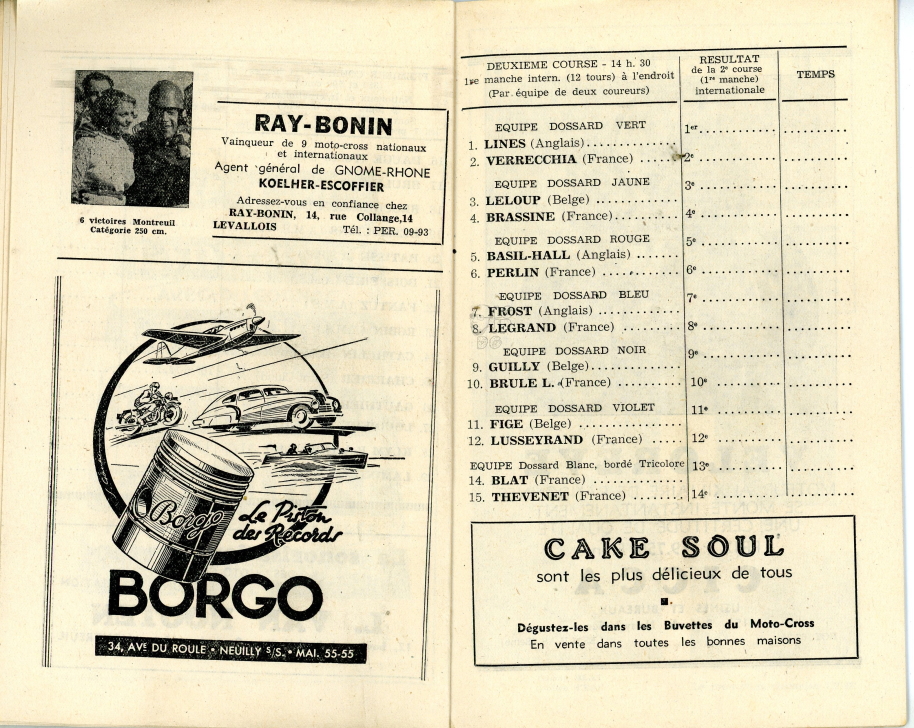 RAY-BONIN
Vainqueur de 9 moto-cross nationaux
et internationaux
Agent général de GNOME-RHONE
KOELHER-ESCOFFIER
Adressez-vous en confiance chez
RAY-BONIN, 14, rue Collange,14
LEVALLOIS Tél. : PER. 09-93
6 victoires Montreuil
Catégorie 250 cm.
Borgo
Le Piston
des Records
BORGO
34, AVE DU ROULE • NEUILLY S/S. • MAI. 55-55
DEUXIEME COURSE - 14 h. 30
1re manche intern. (12 tours) à l'endroit
(Par équipe de deux coureurs)
RESULTAT
de la 2e course
(1re manche)
internationale
TEMPS
EQUIPE DOSSARD VERT
1er
1. LINES (Anglais)
2. VERRECCHIA (France)
2e
EQUIPE DOSSARD JAUNE
3e
3. LELOUP (Belge)
4. BRASSINE (France)
4e
EQUIPE DOSSARD ROUGE
5e
5. BASIL-HALL (Anglais)
6. PERLIN (France)
6e
EQUIPE DOSSARD BLEU
7e
7. FROST (Anglais)
8. LEGRAND (France)
8e
EQUIPE DOSSARD NOIR
9e
9. GUILLY (Belge)
10. BRULE L. (France)
10e
EQUIPE DOSSARD VIOLET
11e
11. FIGE (Belge)
12. LUSSEYRAND (France)
12e
EQUIPE Dossard Blanc, bordé Tricolore
13e
14. BLAT (France)
15. THEVENET (France)
14e
CAKE SOUL
sont les plus délicieux de tous
Dégustez-les dans les Buvettes du Moto-Cross
En vente dans toutes les bonnes maisons